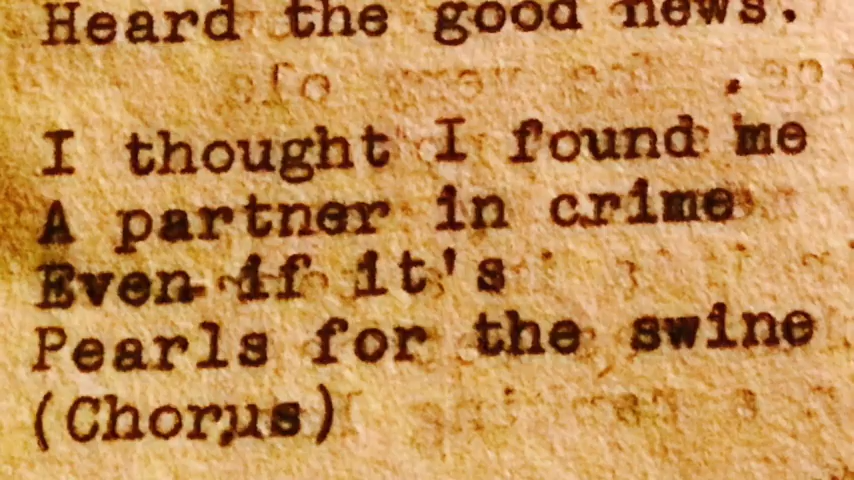 Heard the good news.
I thought I found me
A partner in crime
Even if it's
Pearls for the swine
(Chorus)